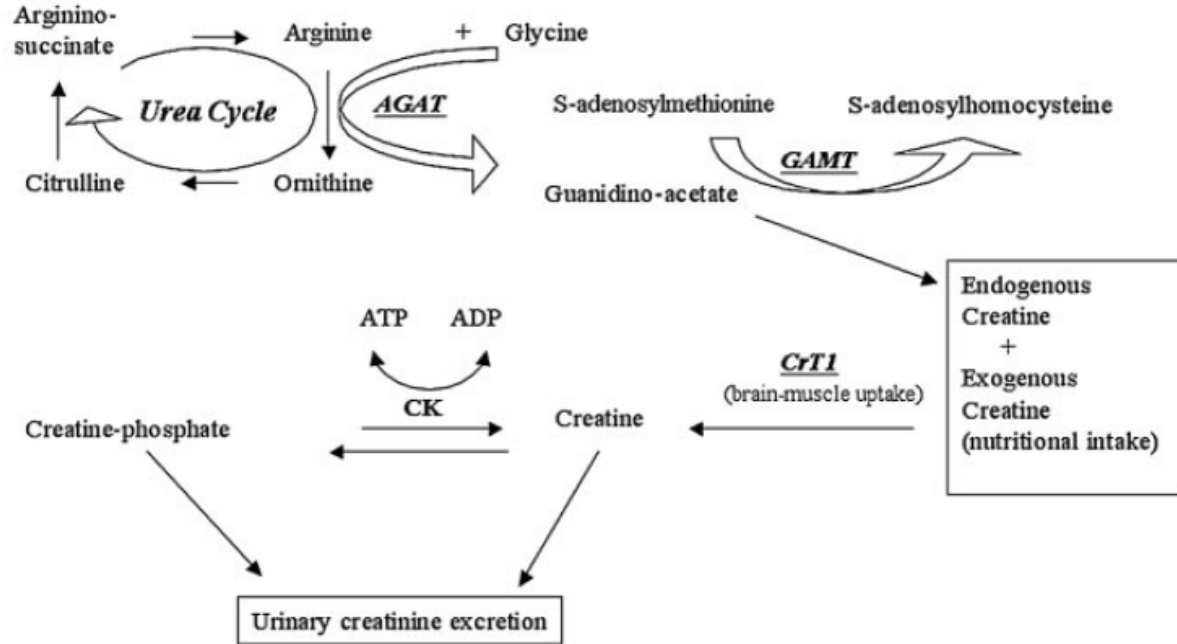 Arginino-
succinate
Arginine
+
Glycine
Urea Cycle
AGAT
Citrulline
Ornithine
S-adenosylmethionine
S-adenosylhomocysteine
GAMT
Guanidino-acetate
Endogenous
Creatine
+
Exogenous
Creatine
(nutritional intake)
ATP
ADP
CK
CrT1
(brain-muscle uptake)
Creatine-phosphate
Creatine
Urinary creatinine excretion